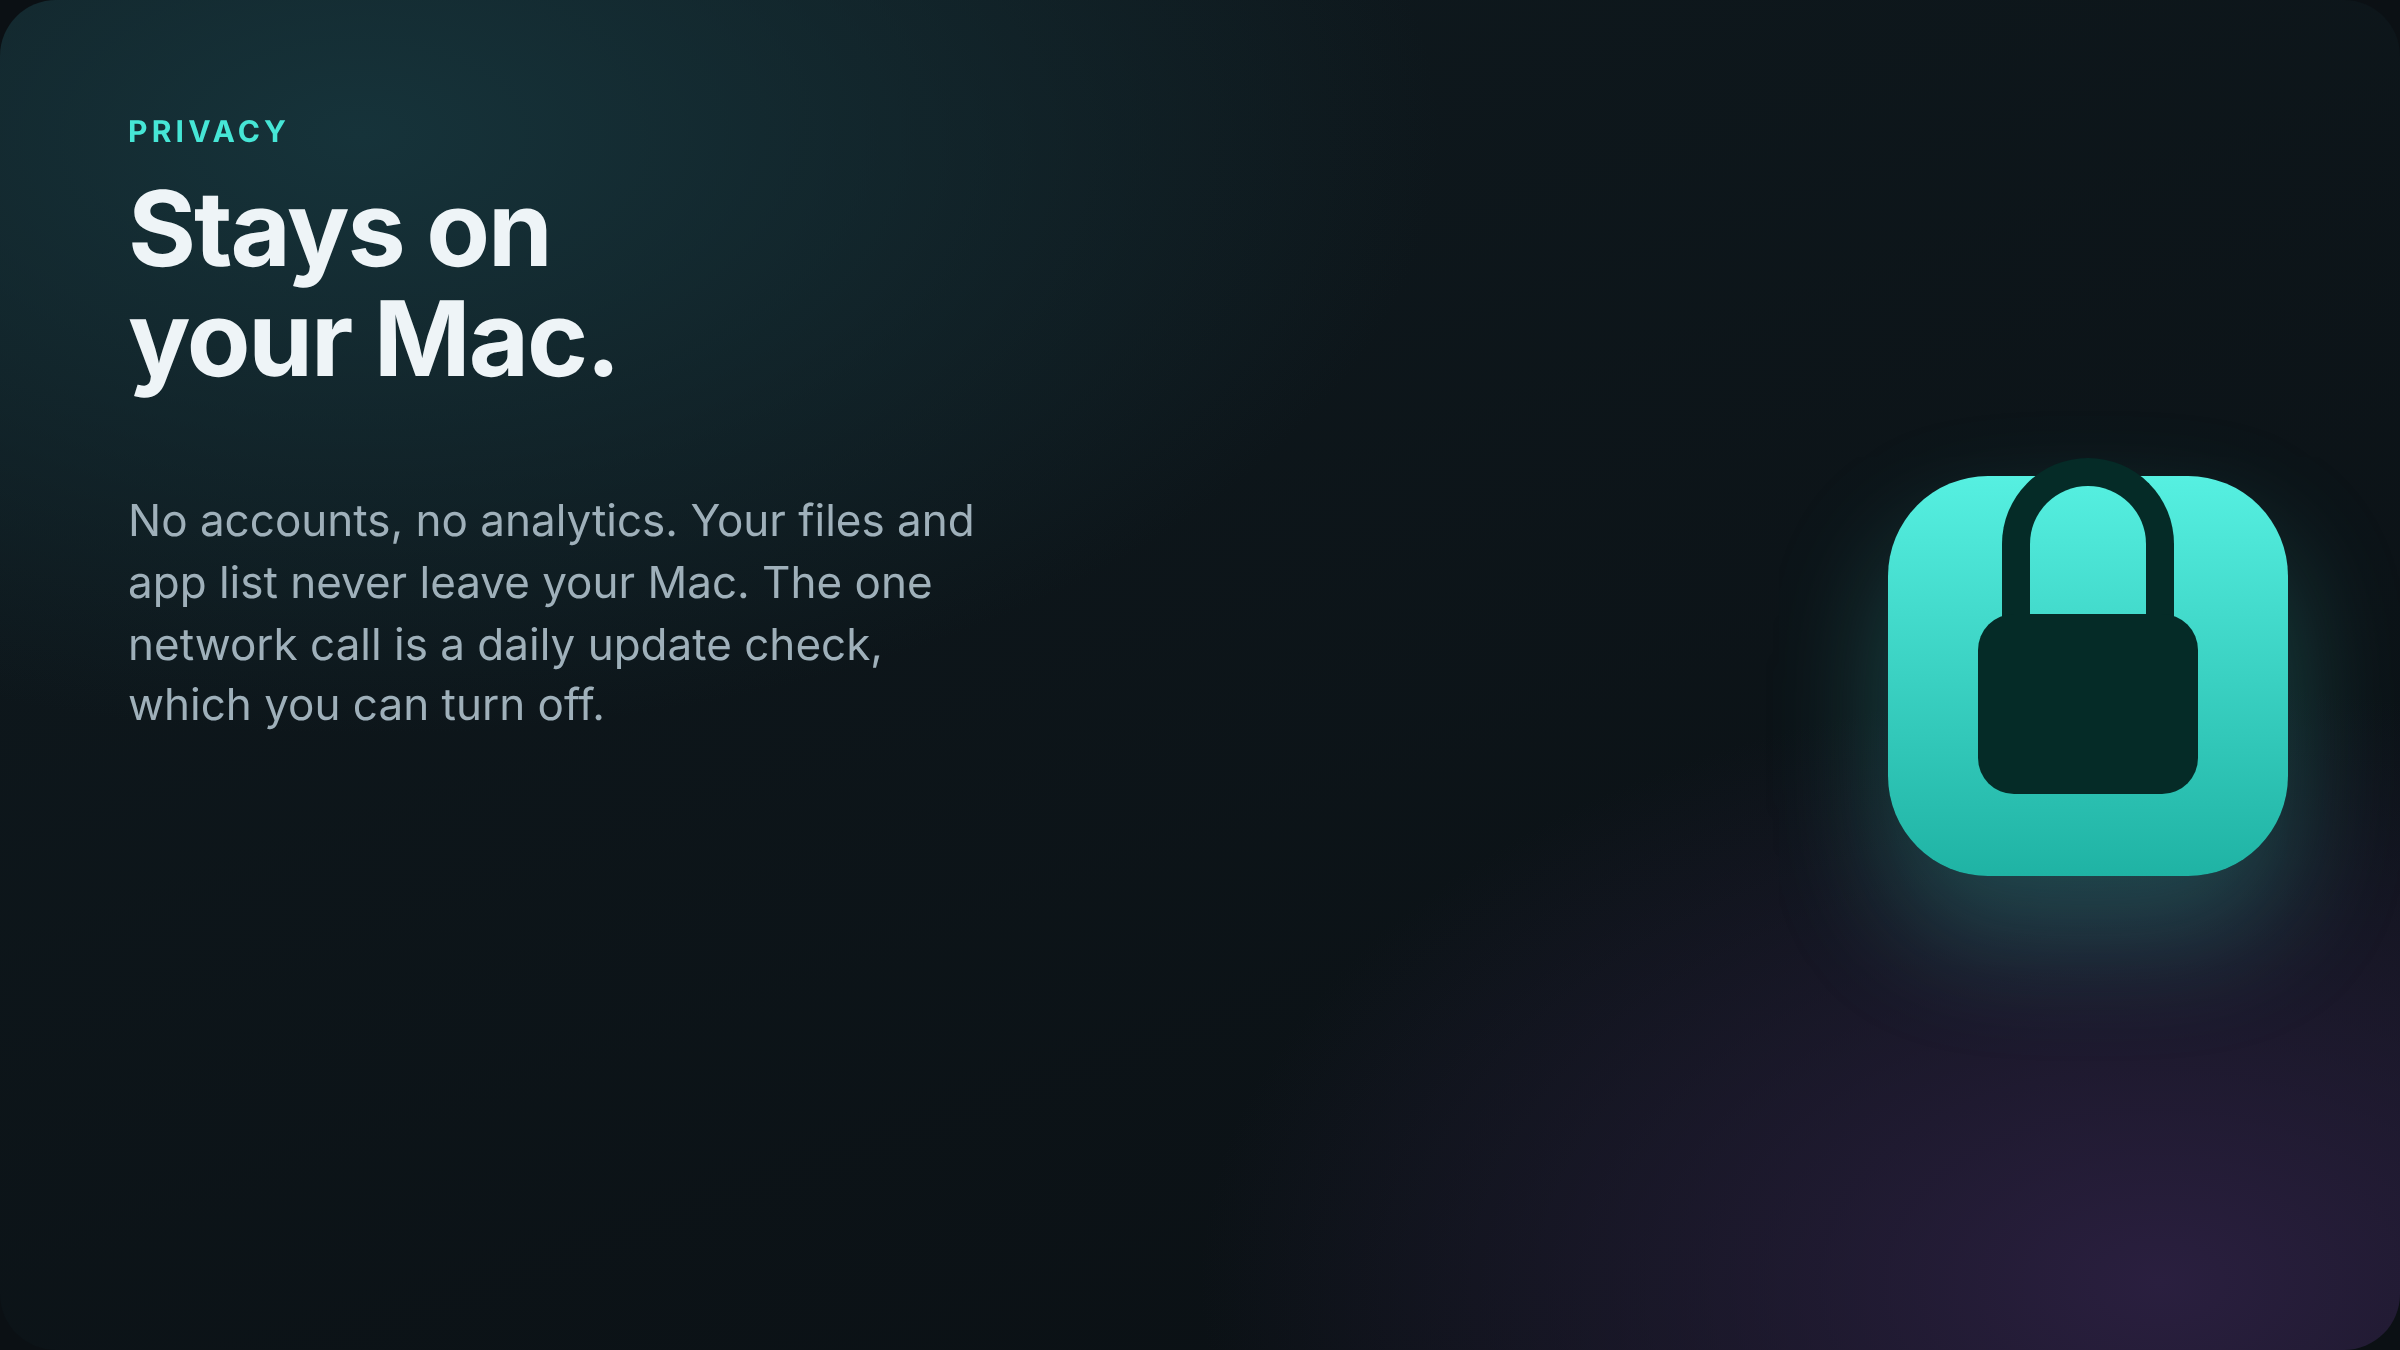 PRIVACY
Stays on
your Mac.
No accounts, no analytics. Your files and
app list never leave your Mac. The one
network call is a daily update check,
which you can turn off.